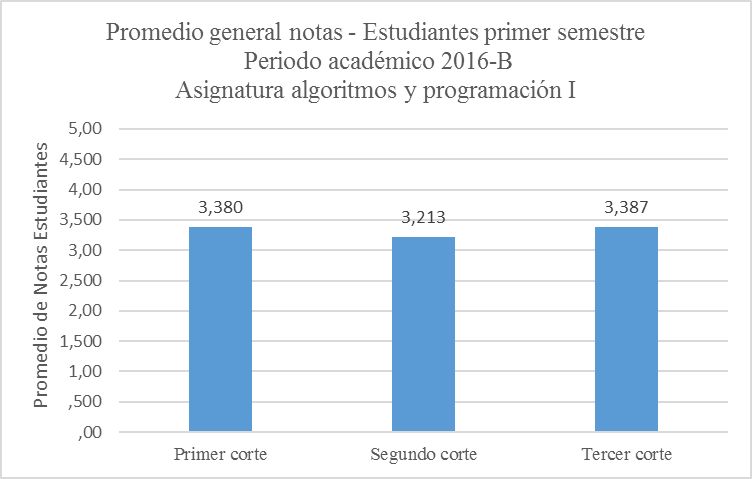 Promedio general notas - Estudiantes primer semestre
Periodo académico 2016-B
Asignatura algoritmos y programación I
Promedio de Notas Estudiantes
5,00
4,500
4,00
3,500
3,00
2,500
2,00
1,500
1,00
,500
,00
3,380
3,213
3,387
Primer corte
Segundo corte
Tercer corte